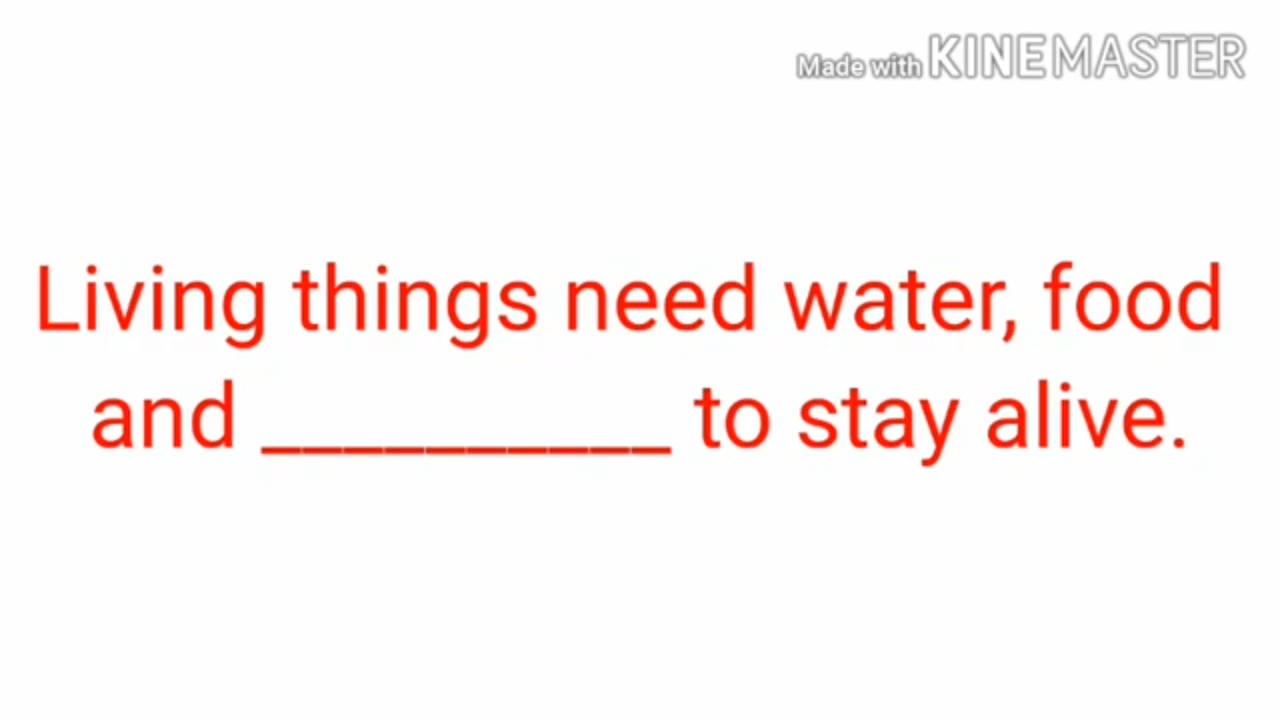 Made with KINEMASTER
Living things need water, food
and __________ to stay alive.